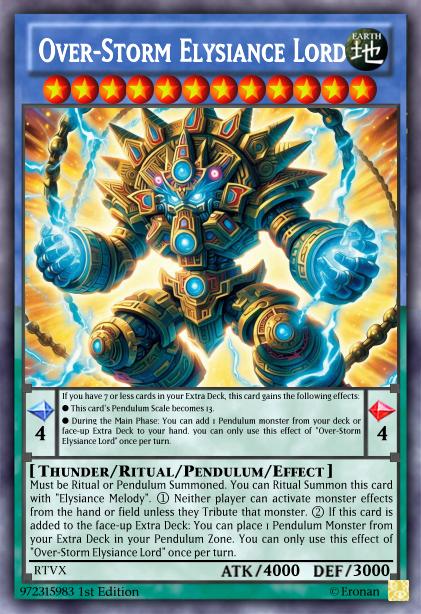 Over-Storm Elysiance Lord
EARTH
地
If you have 7 or less cards in your Extra Deck, this card gains the following effects:
● This card's Pendulum Scale becomes 13.
● During the Main Phase: You can add 1 Pendulum monster from your deck or
face-up Extra Deck to your hand. you can only use this effect of "Over-Storm
Elysiance Lord" once per turn.
4
4
[ Thunder/Ritual/Pendulum/Effect ]
Must be Ritual or Pendulum Summoned. You can Ritual Summon this card
with "Elysiance Melody". ① Neither player can activate monster effects
from the hand or field unless they Tribute that monster. ② If this card is
added to the face-up Extra Deck: You can place 1 Pendulum Monster from
your Extra Deck in your Pendulum Zone. You can only use this effect of
"Over-Storm Elysiance Lord" once per turn.
RTVX
ATK/4000 DEF/3000
972315983 1st Edition
© Eronan